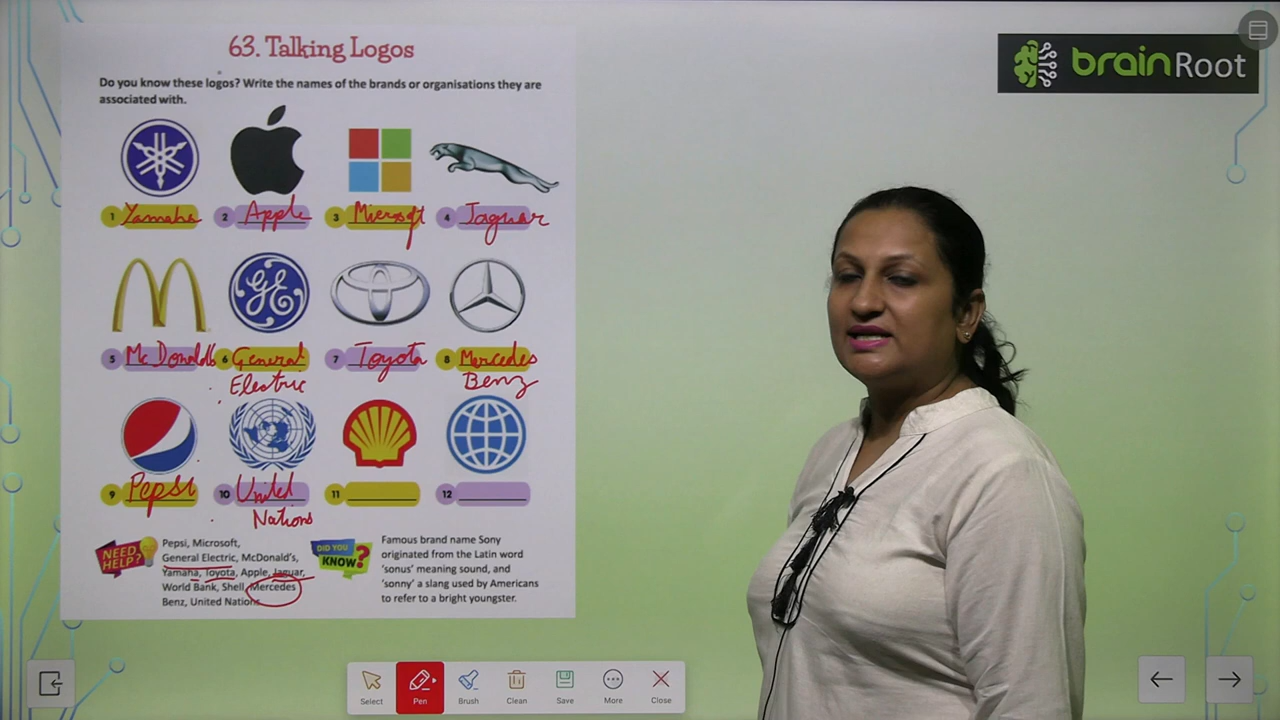 63. Talking Logos
brainRoot
Do you know these logos? Write the names of the brands or organisations they are
associated with.
1 Yamaha 2 Apple 3 Microsoft 4 Jaguar
GE
5 McDonalds 6 General Electric 7 Toyota 8 Mercedes Benz
9 Pepsi 10 United Nations 11 12
NEED HELP?
Pepsi, Microsoft,
General Electric, McDonald's,
Yamaha, Toyota, Apple, Jaguar,
World Bank, Shell, Mercedes
Benz, United Nations
DID YOU KNOW?
Famous brand name Sony
originated from the Latin word
'sonus' meaning sound, and
'sonny' a slang used by Americans
to refer to a bright youngster.
Select Pen Brush Clean Save More Close